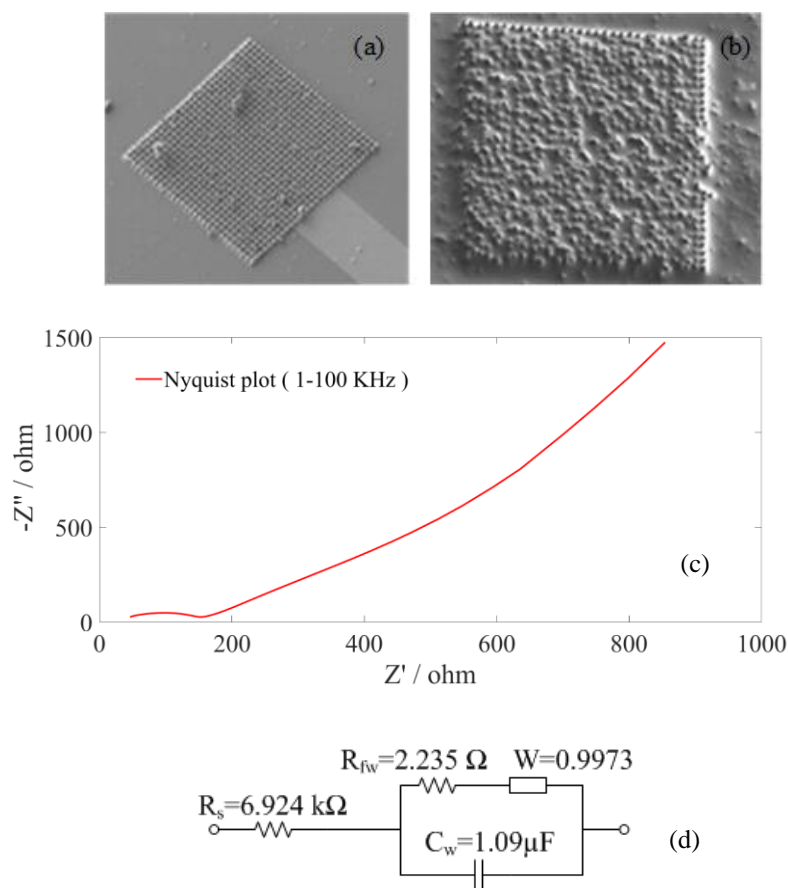 (a)
(b)
1500
1000
500
0
-Z" / ohm
Nyquist plot ( 1-100 KHz )
(c)
0 200 400 600 800 1000
Z' / ohm
R_fw=2.235 Ω W=0.9973
R_s=6.924 kΩ
C_w=1.09μF
(d)